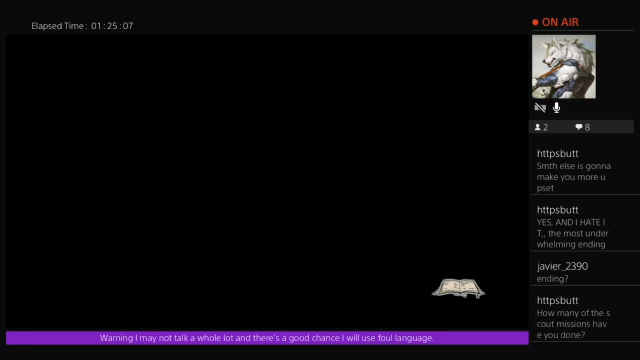 Elapsed Time : 01:25:07
ON AIR
2
8
httpsbutt
Smth else is gonna
make you more u
pset
httpsbutt
YES, AND I HATE I
T,, the most under
whelming ending
javier_2390
ending?
httpsbutt
How many of the s
cout missions hav
e you done?
Warning I may not talk a whole lot and there's a good chance I will use foul language.